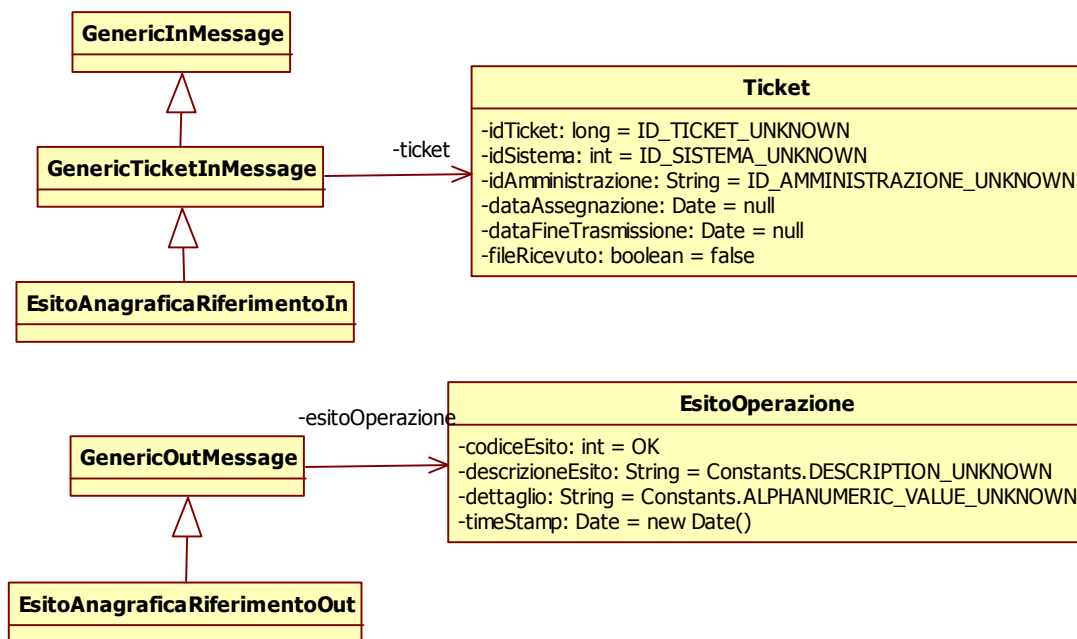 GenericInMessage
GenericTicketInMessage
-ticket
Ticket
-idTicket: long = ID_TICKET_UNKNOWN
-idSistema: int = ID_SISTEMA_UNKNOWN
-idAmministrazione: String = ID_AMMINISTRAZIONE_UNKNOWN
-dataAssegnazione: Date = null
-dataFineTrasmissione: Date = null
-fileRicevuto: boolean = false
EsitoAnagraficaRiferimentoIn
GenericOutMessage
-esitoOperazione
EsitoOperazione
-codiceEsito: int = OK
-descrizioneEsito: String = Constants.DESCRIPTION_UNKNOWN
-dettaglio: String = Constants.ALPHANUMERIC_VALUE_UNKNOWN
-timeStamp: Date = new Date()
EsitoAnagraficaRiferimentoOut